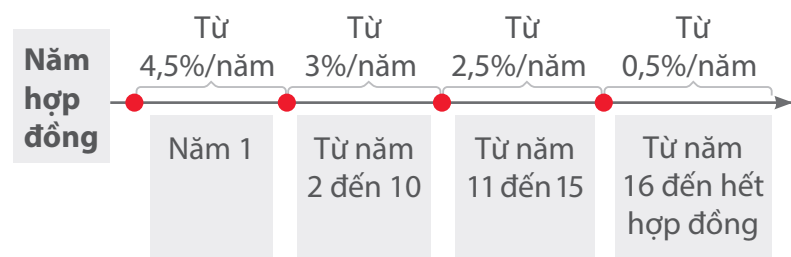 Năm
hợp
đồng
Từ
4,5%/năm
Từ
3%/năm
Từ
2,5%/năm
Từ
0,5%/năm
Năm 1
Từ năm
2 đến 10
Từ năm
11 đến 15
Từ năm
16 đến hết
hợp đồng